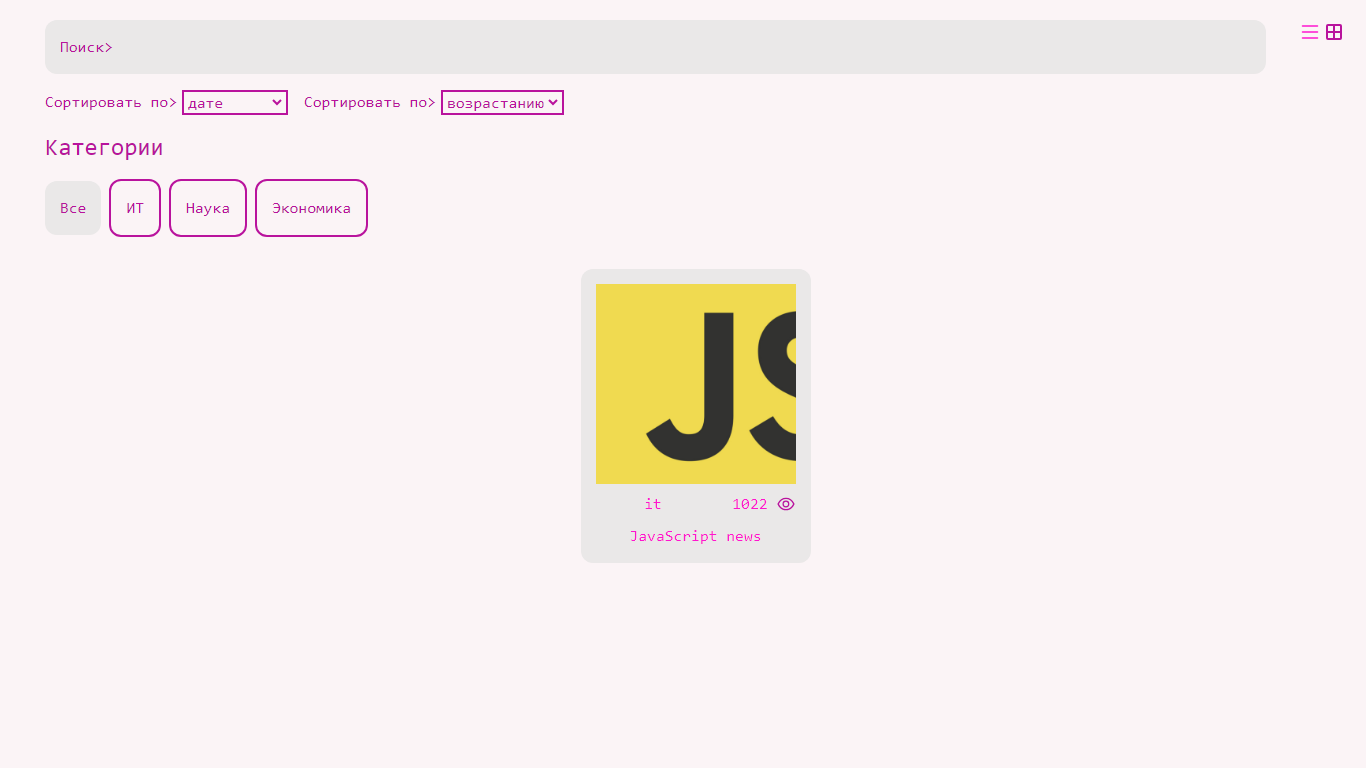 Поиск>
Сортировать по> дате Сортировать по> возрастанию
Категории
Все ИТ Наука Экономика
JS
it 1022
JavaScript news